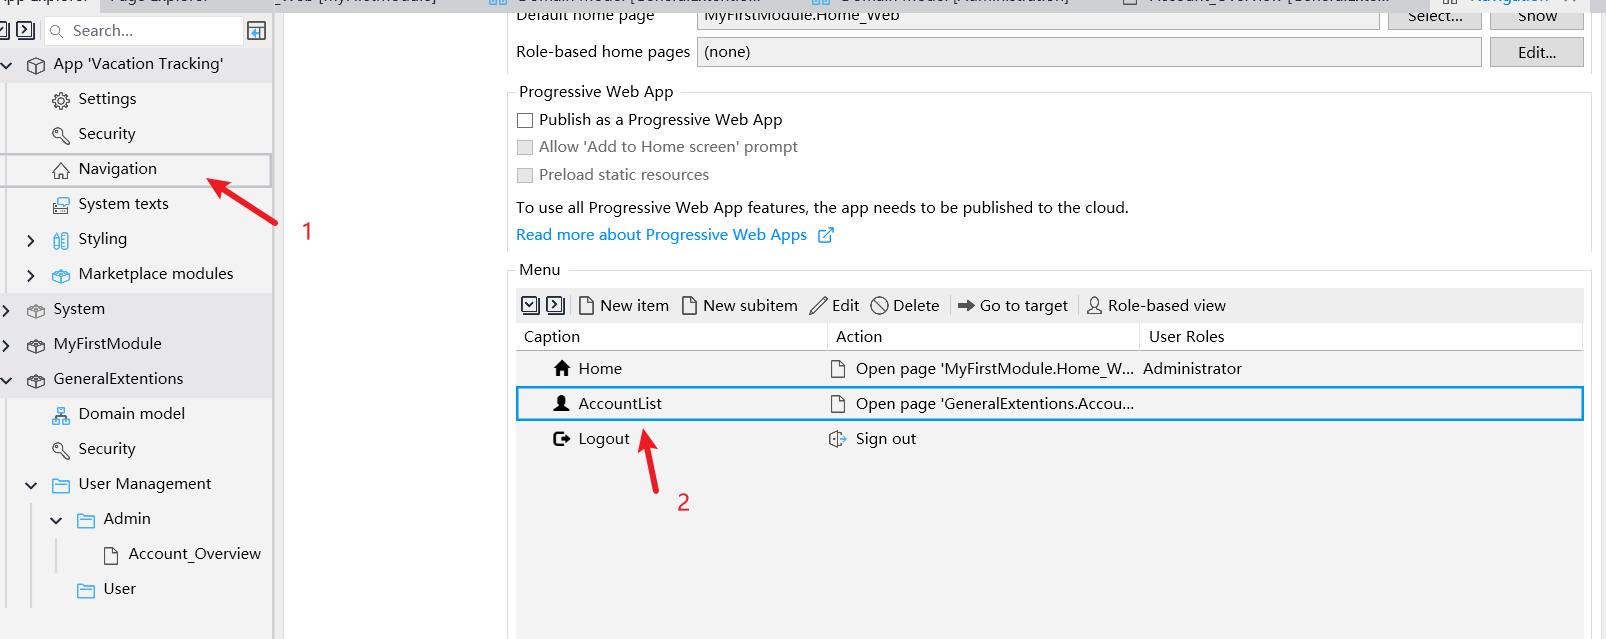 Search...
App 'Vacation Tracking'
Settings
Security
Navigation
System texts
Styling
Marketplace modules
System
MyFirstModule
GeneralExtentions
Domain model
Security
User Management
Admin
Account_Overview
User
1
Default home page MyFirstModule.Home_Web Select... Show
Role-based home pages (none) Edit...
Progressive Web App
Publish as a Progressive Web App
Allow 'Add to Home screen' prompt
Preload static resources
To use all Progressive Web App features, the app needs to be published to the cloud.
Read more about Progressive Web Apps
Menu
New item New subitem Edit Delete Go to target Role-based view
Caption Action User Roles
Home Open page 'MyFirstModule.Home_W... Administrator
AccountList Open page 'GeneralExtentions.Accou...
Logout Sign out
2